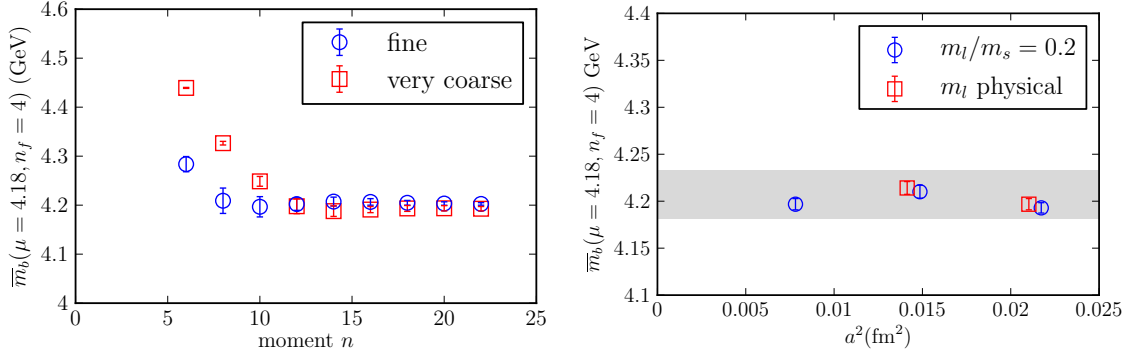 4.6
4.5
4.4
4.3
4.2
4.1
4
0 5 10 15 20 25
moment n
m̅_b(μ = 4.18, n_f = 4) (GeV)
fine
very coarse
4.4
4.35
4.3
4.25
4.2
4.15
4.1
0 0.005 0.01 0.015 0.02 0.025
a²(fm²)
m̅_b(μ = 4.18, n_f = 4) GeV
m_l/m_s = 0.2
m_l physical